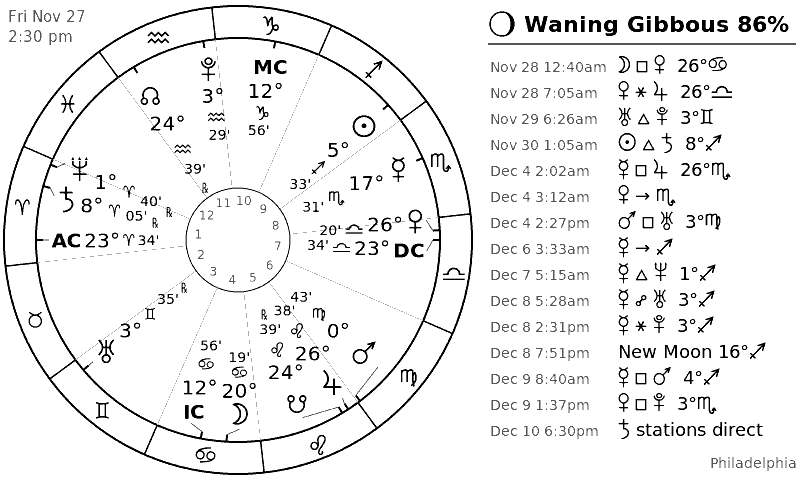 Fri Nov 27
2:30 pm
♒ ♑ ♐ ♏ ♎ ♍ ♌ ♋ ♊ ♉ ♈ ♓
♇ 3° ♒ 29'
MC 12° ♑ 56'
☉ 5° ♐ 33'
☿ 17° ♏ 31'
♀ 26° ♎ 20'
DC 23° ♎ 34'
♂ 0° ♍ 43'
♃ 26° ♌ 38' ℞
☋ 24° ♌ 39'
☽ 20° ♋ 19'
IC 12° ♋ 56'
♅ 3° ♊ 35' ℞
AC 23° ♈ 34'
♄ 8° ♈ 05' ℞
♆ 1° ♈ 40' ℞
☊ 24° ♒ 39' ℞
1 2 3 4 5 6 7 8 9 10 11 12
Waning Gibbous 86%
Nov 28 12:40am ☽ □ ♀ 26°♋
Nov 28 7:05am ♀ ⚹ ♃ 26°♎
Nov 29 6:26am ♅ △ ♇ 3°♊
Nov 30 1:05am ☉ △ ♄ 8°♐
Dec 4 2:02am ☿ □ ♃ 26°♏
Dec 4 3:12am ♀ → ♏
Dec 4 2:27pm ♂ □ ♅ 3°♍
Dec 6 3:33am ☿ → ♐
Dec 7 5:15am ☿ △ ♆ 1°♐
Dec 8 5:28am ☿ ☍ ♅ 3°♐
Dec 8 2:31pm ☿ ⚹ ♇ 3°♐
Dec 8 7:51pm New Moon 16°♐
Dec 9 8:40am ☿ □ ♂ 4°♐
Dec 9 1:37pm ♀ □ ♇ 3°♏
Dec 10 6:30pm ♄ stations direct
Philadelphia